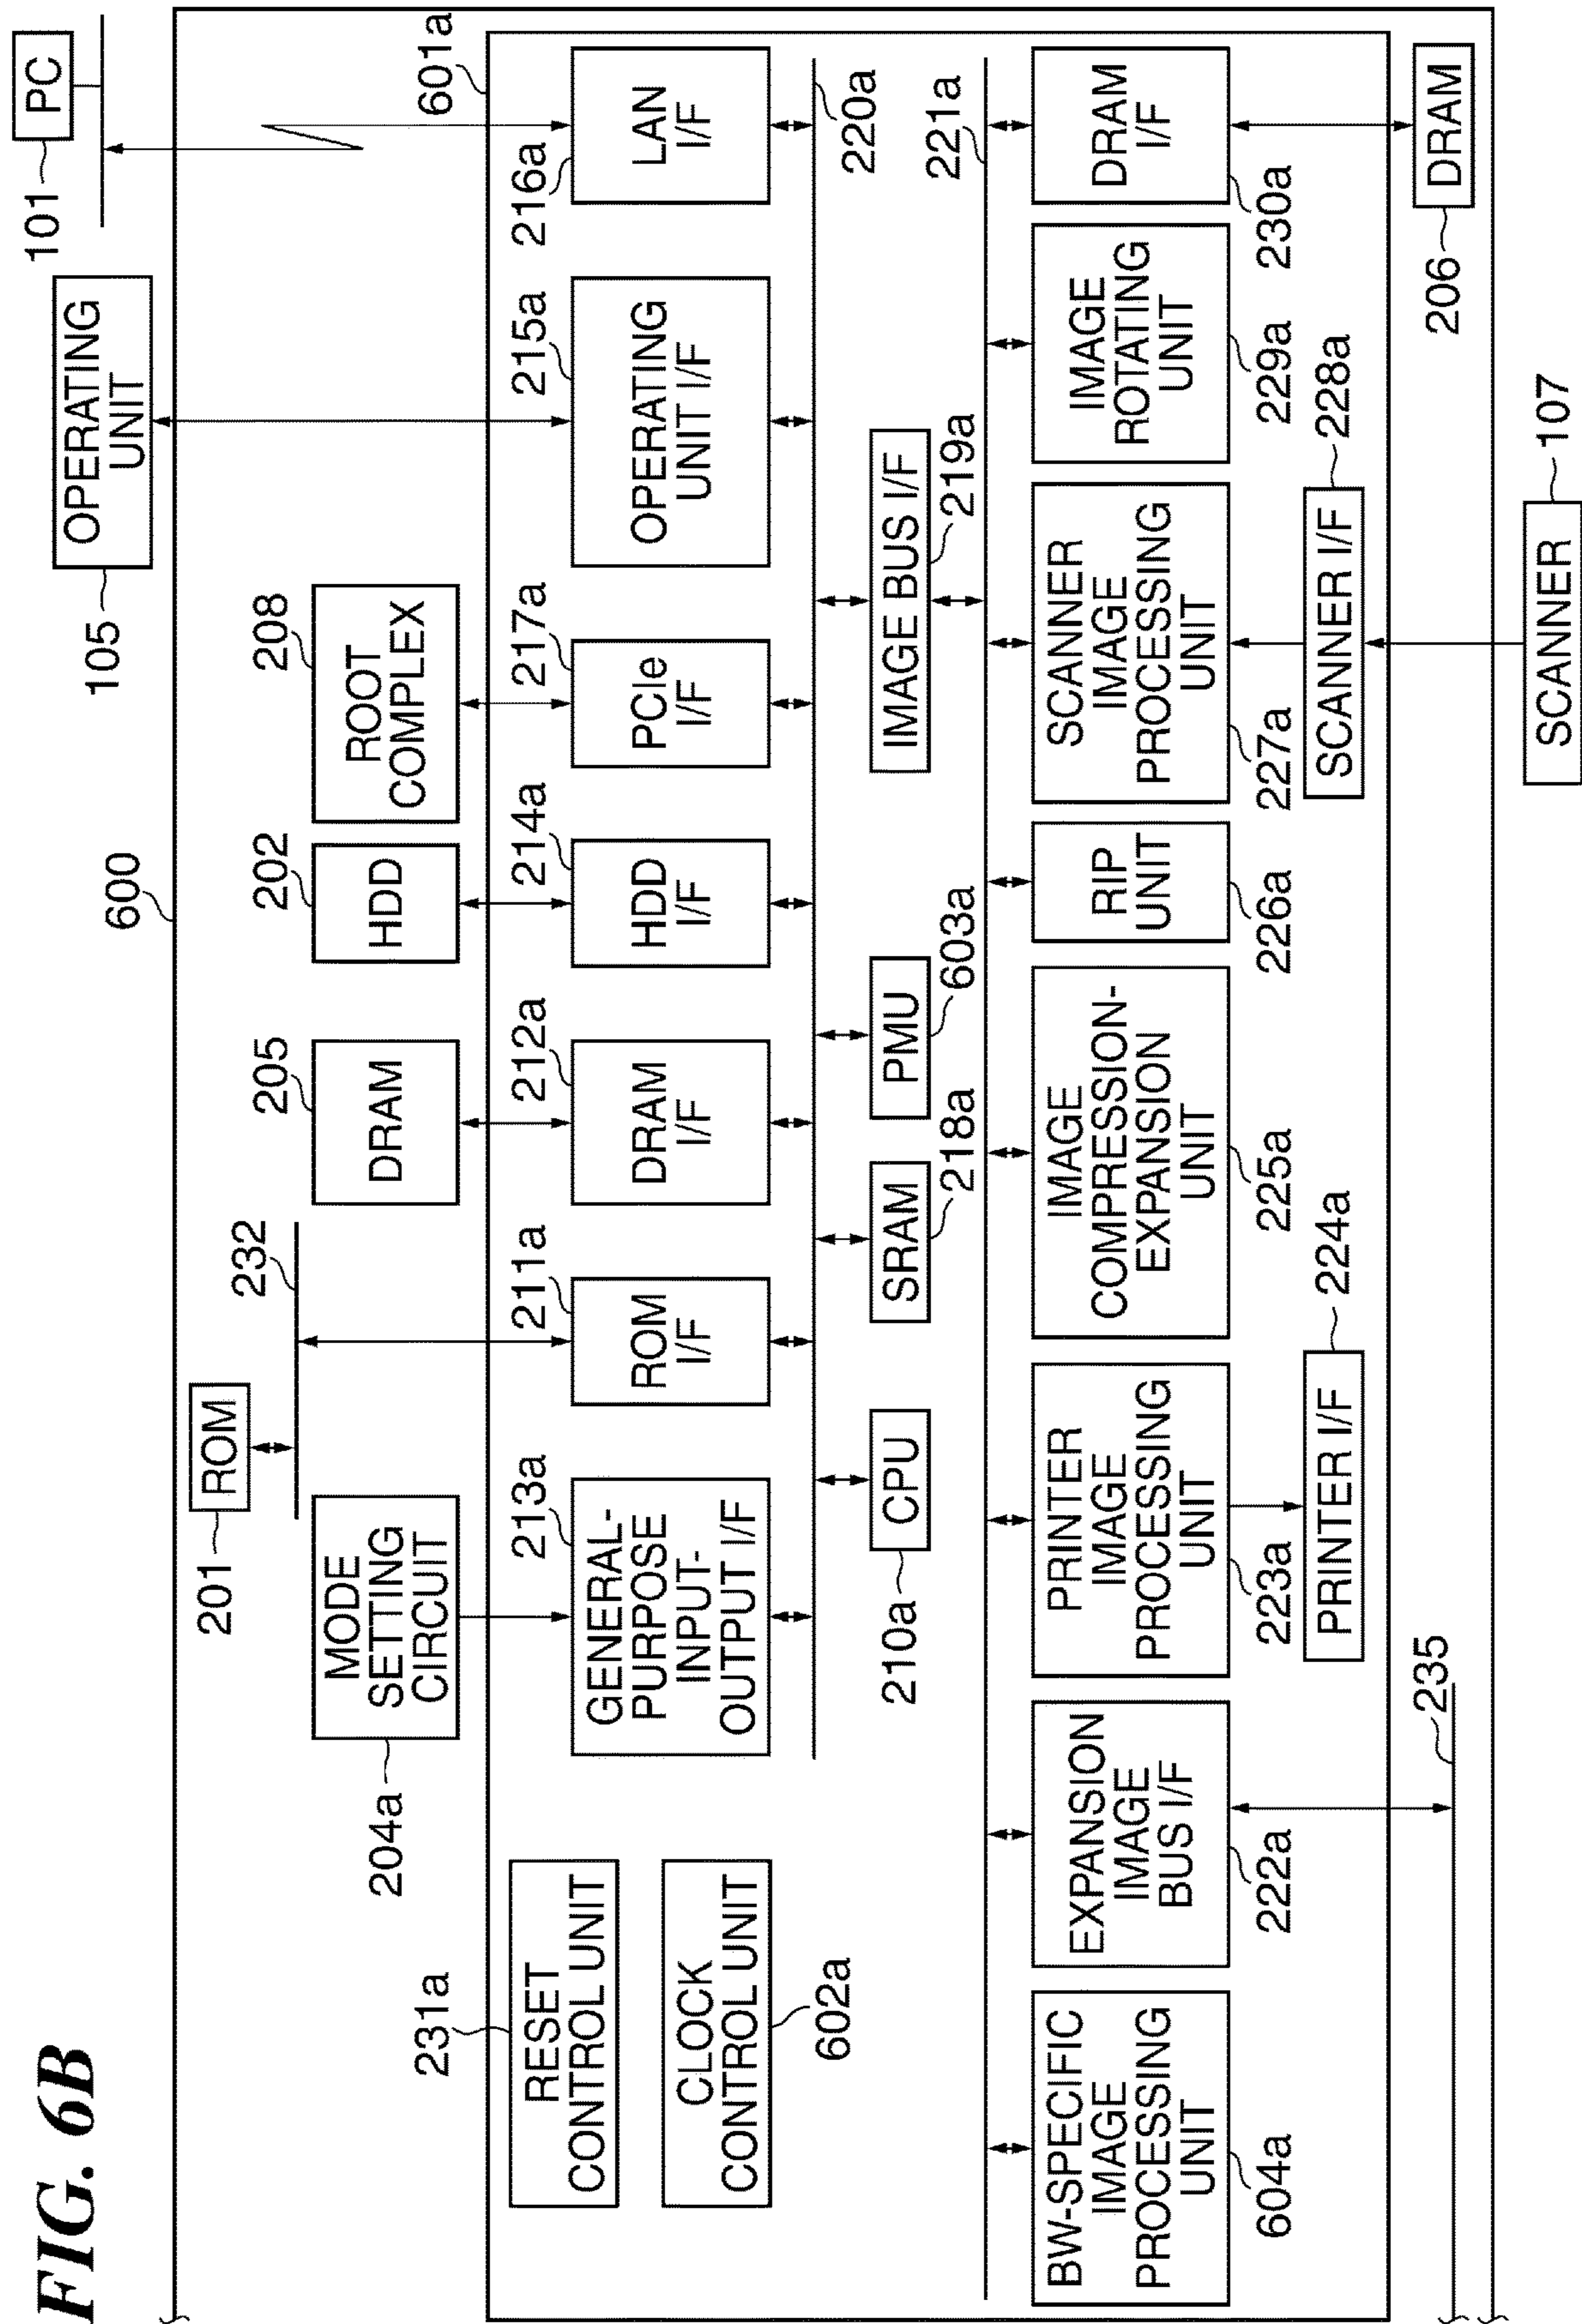 FIG. 6B
101
PC
OPERATING
UNIT
105
600
201
ROM
232
MODE
SETTING
CIRCUIT
204a
205
DRAM
202
HDD
208
ROOT
COMPLEX
601a
231a
RESET
CONTROL UNIT
CLOCK
CONTROL UNIT
602a
213a
GENERAL-
PURPOSE
INPUT-
OUTPUT I/F
211a
ROM
I/F
212a
DRAM
I/F
214a
HDD
I/F
217a
PCIe
I/F
215a
OPERATING
UNIT I/F
216a
LAN
I/F
220a
210a
CPU
SRAM
218a
PMU
603a
IMAGE BUS I/F
219a
221a
BW-SPECIFIC
IMAGE
PROCESSING
UNIT
604a
EXPANSION
IMAGE
BUS I/F
222a
PRINTER
IMAGE
PROCESSING
UNIT
223a
IMAGE
COMPRESSION-
EXPANSION
UNIT
225a
RIP
UNIT
226a
SCANNER
IMAGE
PROCESSING
UNIT
227a
IMAGE
ROTATING
UNIT
229a
DRAM
I/F
230a
PRINTER I/F
224a
SCANNER I/F
228a
235
206
DRAM
SCANNER
107